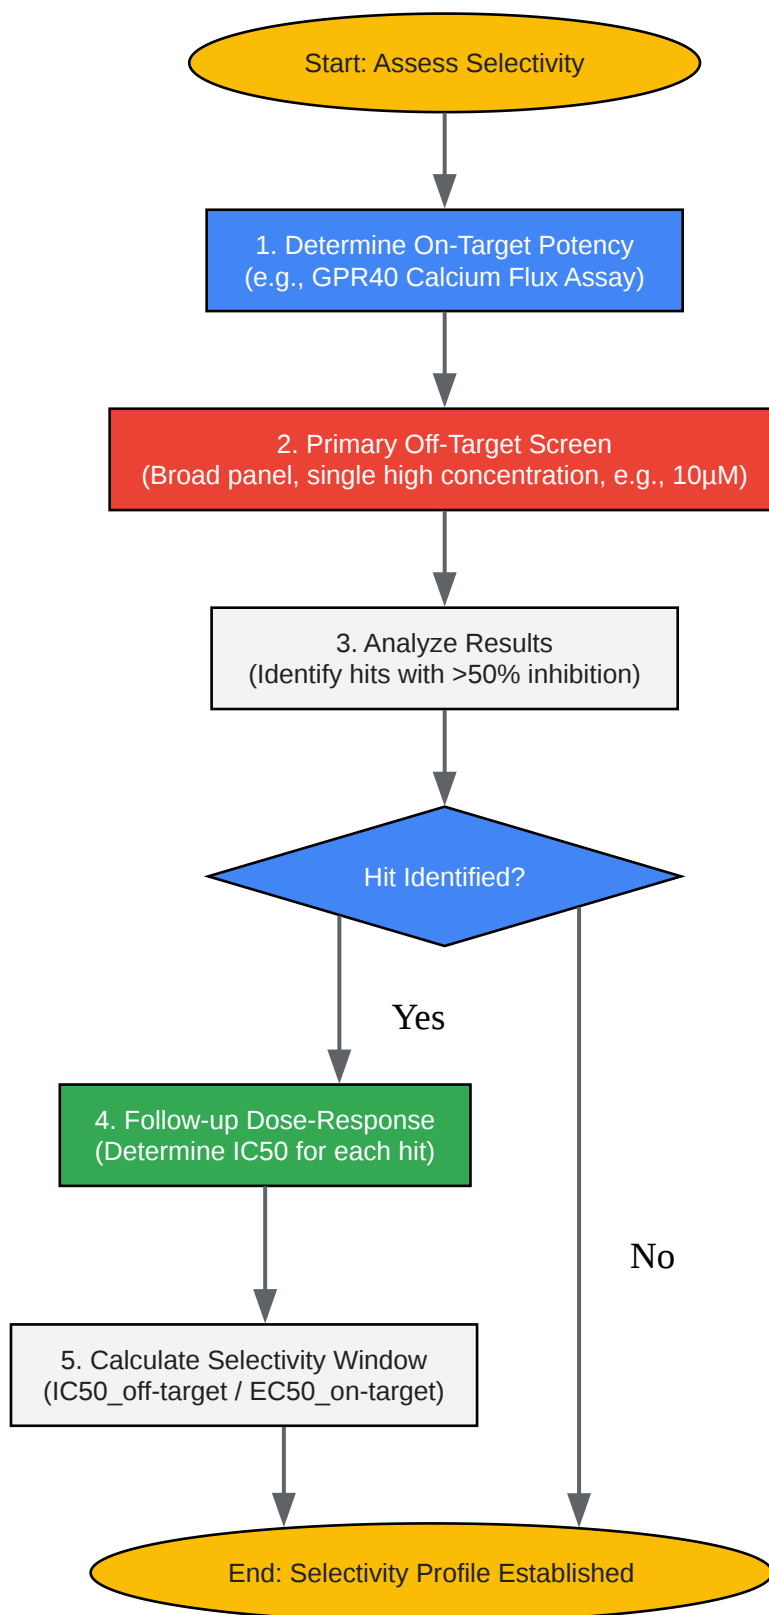 Start: Assess Selectivity
1. Determine On-Target Potency
(e.g., GPR40 Calcium Flux Assay)
2. Primary Off-Target Screen
(Broad panel, single high concentration, e.g., 10µM)
3. Analyze Results
(Identify hits with >50% inhibition)
Hit Identified?
Yes
4. Follow-up Dose-Response
(Determine IC50 for each hit)
No
5. Calculate Selectivity Window
(IC50_off-target / EC50_on-target)
End: Selectivity Profile Established